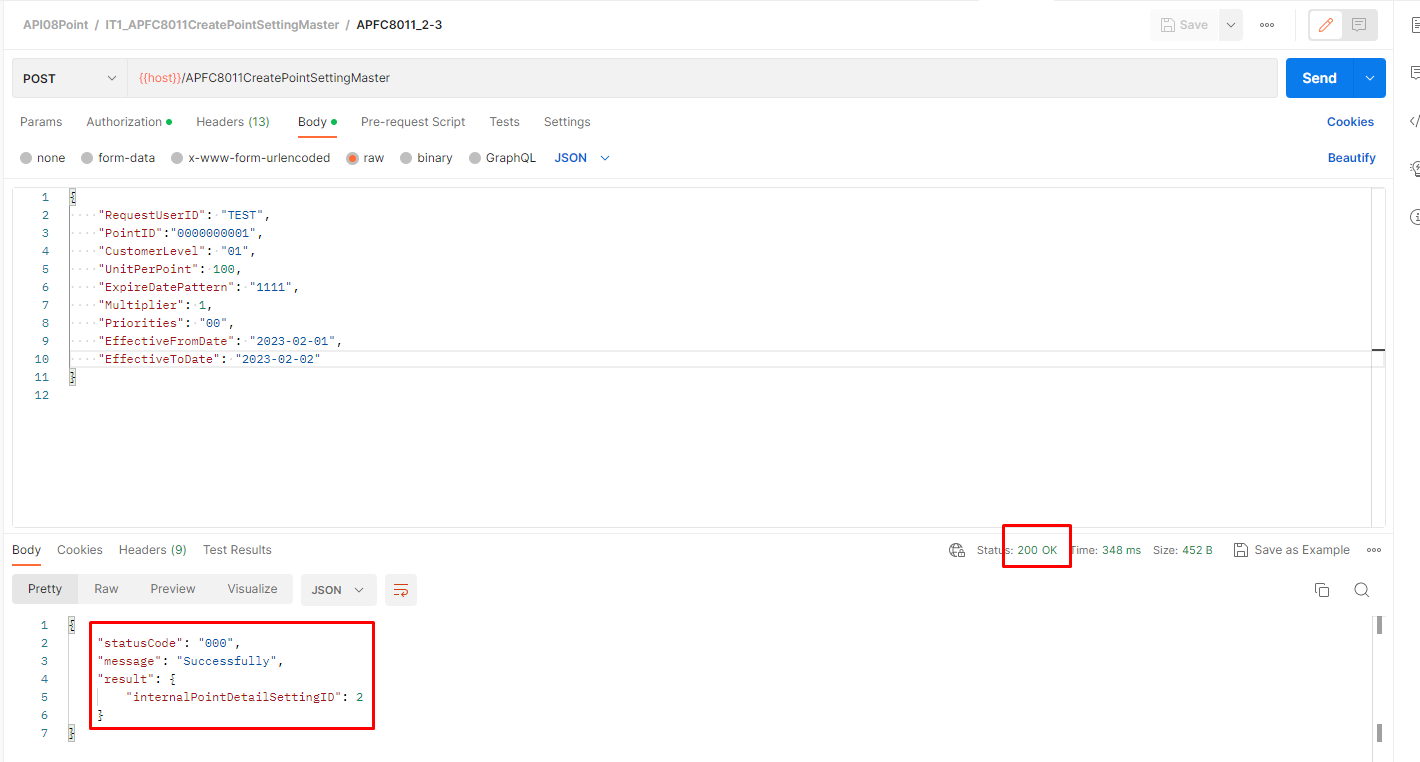 API08Point / IT1_APFC8011CreatePointSettingMaster / APFC8011_2-3
Save
POST
{{host}}/APFC8011CreatePointSettingMaster
Send
Params Authorization Headers (13) Body Pre-request Script Tests Settings Cookies
none form-data x-www-form-urlencoded raw binary GraphQL JSON Beautify
1 {
2 "RequestUserID": "TEST",
3 "PointID":"0000000001",
4 "CustomerLevel": "01",
5 "UnitPerPoint": 100,
6 "ExpireDatePattern": "1111",
7 "Multiplier": 1,
8 "Priorities": "00",
9 "EffectiveFromDate": "2023-02-01",
10 "EffectiveToDate": "2023-02-02"
11 }
12
Body Cookies Headers (9) Test Results Status: 200 OK Time: 348 ms Size: 452 B Save as Example
Pretty Raw Preview Visualize JSON
1 {
2 "statusCode": "000",
3 "message": "Successfully",
4 "result": {
5 "internalPointDetailSettingID": 2
6 }
7 }